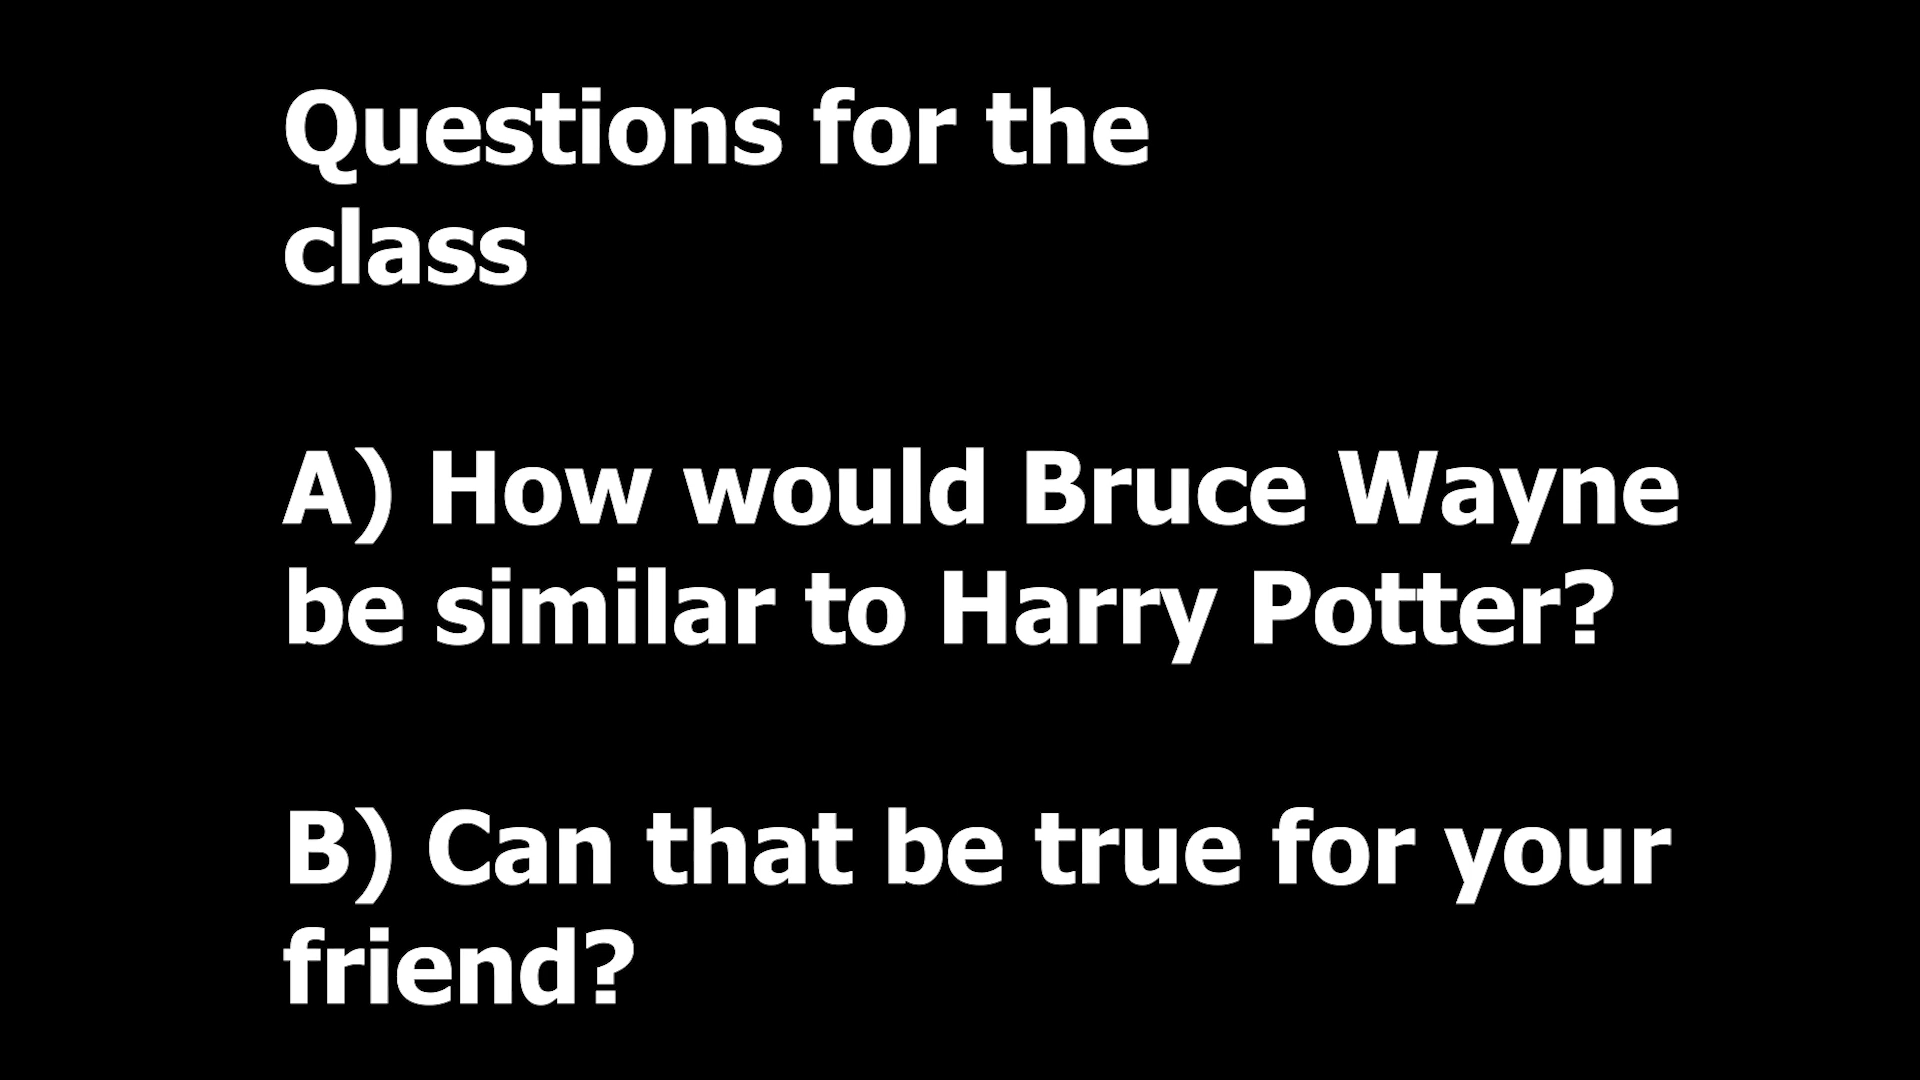 Questions for the
class
A) How would Bruce Wayne
be similar to Harry Potter?
B) Can that be true for your
friend?